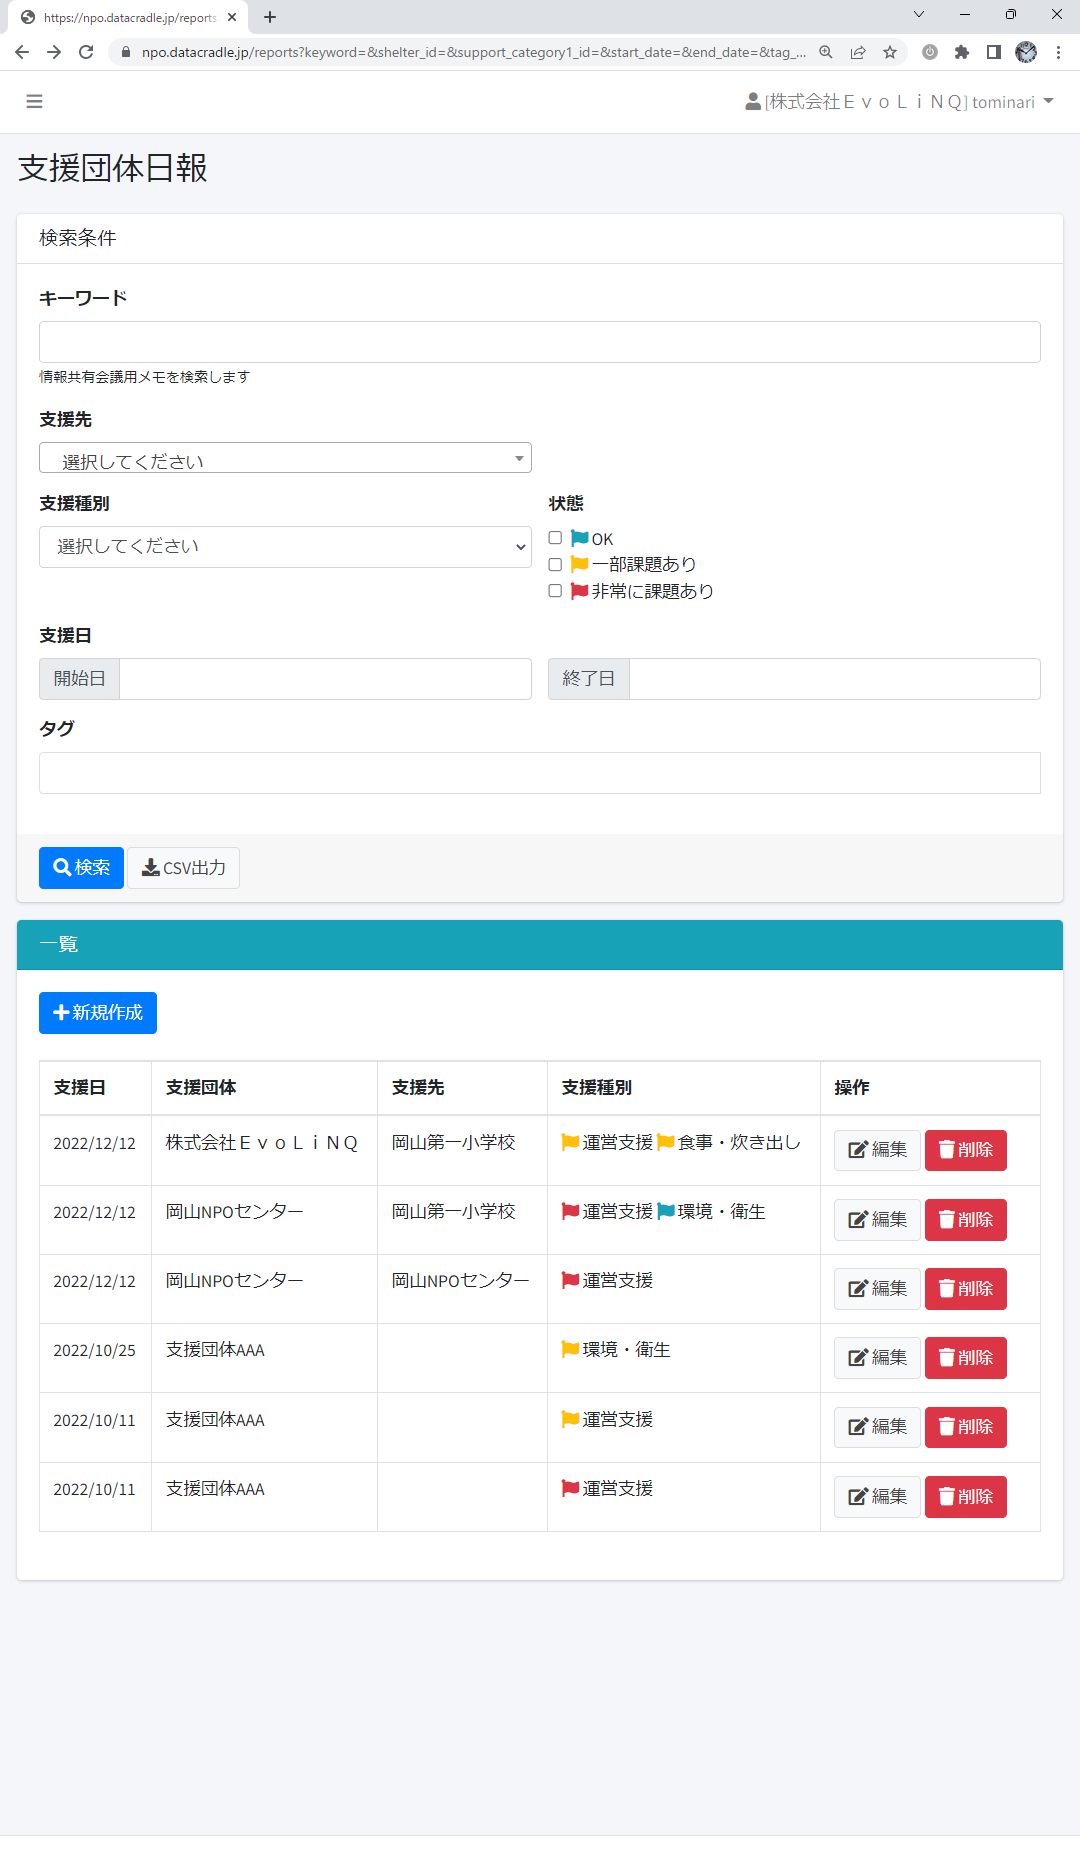 https://npo.datacradle.jp/reports
npo.datacradle.jp/reports?keyword=&shelter_id=&support_category1_id=&start_date=&end_date=&tag_...
[株式会社ＥｖｏＬｉＮＱ] tominari
支援団体日報
検索条件
キーワード
情報共有会議用メモを検索します
支援先
選択してください
支援種別 状態
選択してください
OK
一部課題あり
非常に課題あり
支援日
開始日 終了日
タグ
検索 CSV出力
一覧
新規作成
支援日 支援団体 支援先 支援種別 操作
2022/12/12 株式会社ＥｖｏＬｉＮＱ 岡山第一小学校 運営支援 食事・炊き出し 編集 削除
2022/12/12 岡山NPOセンター 岡山第一小学校 運営支援 環境・衛生 編集 削除
2022/12/12 岡山NPOセンター 岡山NPOセンター 運営支援 編集 削除
2022/10/25 支援団体AAA 環境・衛生 編集 削除
2022/10/11 支援団体AAA 運営支援 編集 削除
2022/10/11 支援団体AAA 運営支援 編集 削除